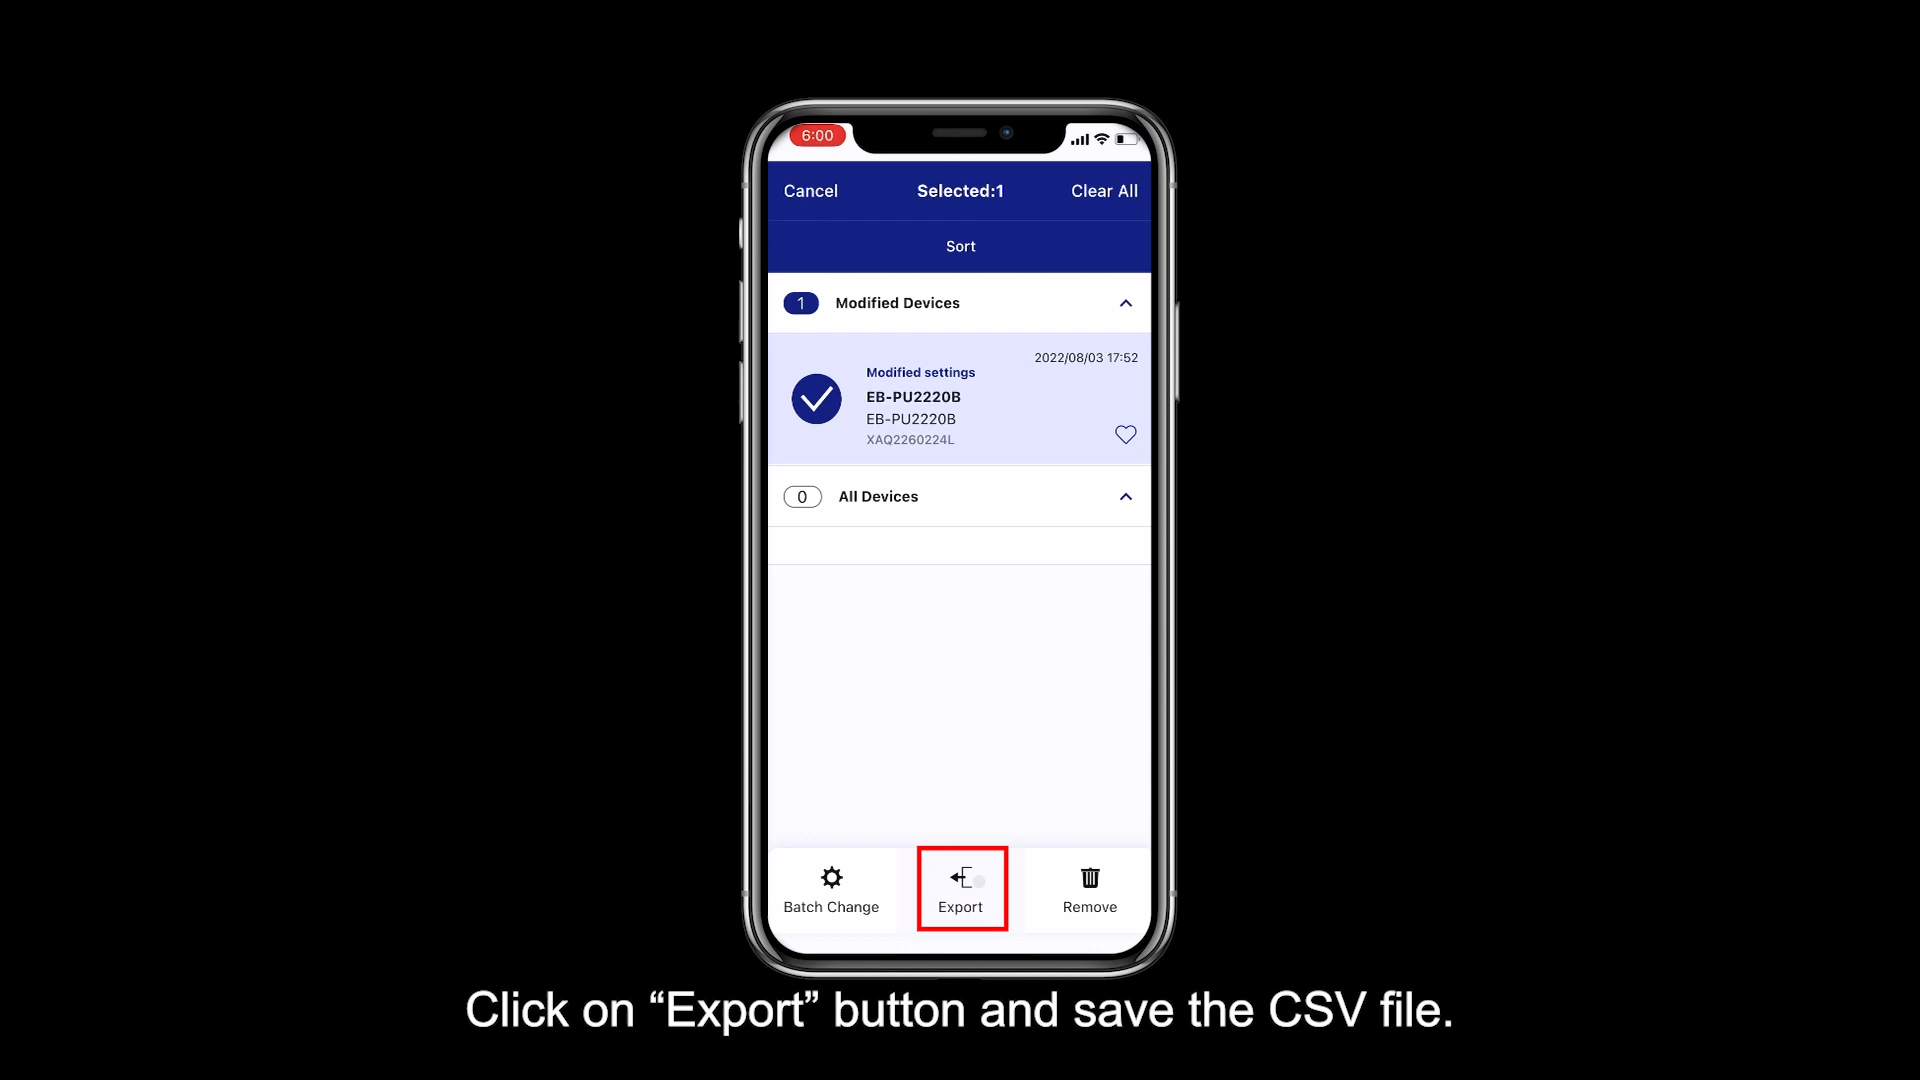 6:00
Cancel Selected:1 Clear All
Sort
1 Modified Devices
2022/08/03 17:52
Modified settings
EB-PU2220B
EB-PU2220B
XAQ2260224L
0 All Devices
Batch Change Export Remove
Click on “Export” button and save the CSV file.